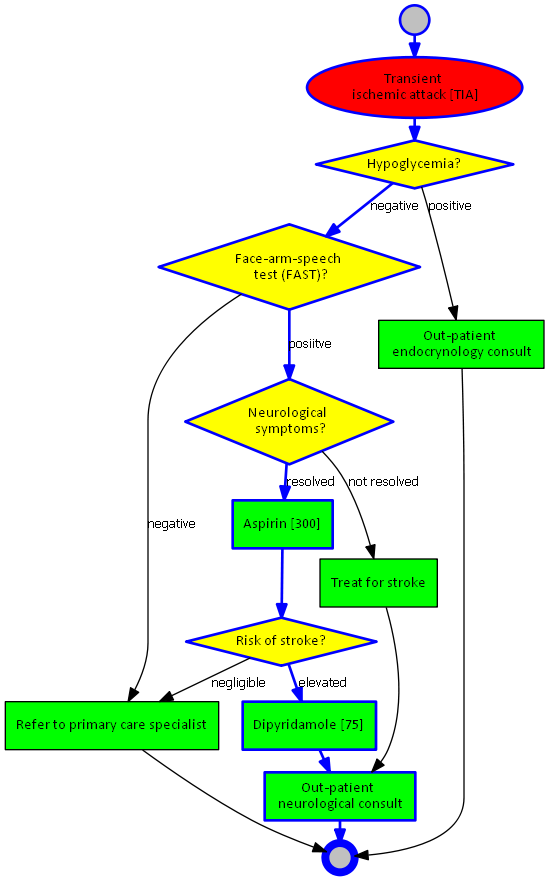 Transient
ischemic attack [TIA]
Hypoglycemia?
negative
positive
Face-arm-speech
test (FAST)?
Out-patient
endocrynology consult
posiitve
Neurological
symptoms?
resolved
not resolved
negative
Aspirin [300]
Treat for stroke
Risk of stroke?
negligible
elevated
Refer to primary care specialist
Dipyridamole [75]
Out-patient
neurological consult